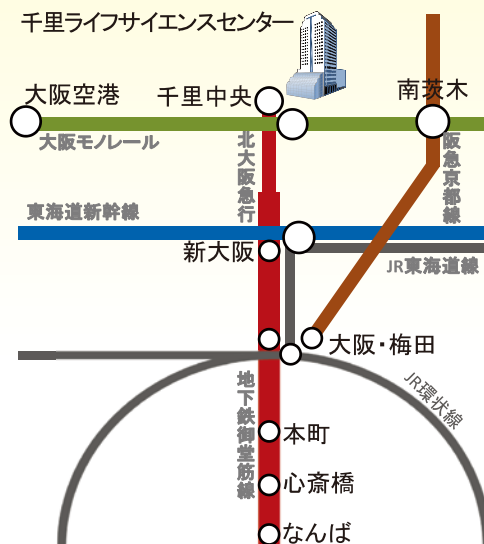 千里ライフサイエンスセンター
大阪空港
千里中央
南茨木
大阪モノレール
北大阪急行
阪急京都線
東海道新幹線
新大阪
JR東海道線
大阪・梅田
地下鉄御堂筋線
JR環状線
本町
心斎橋
なんば